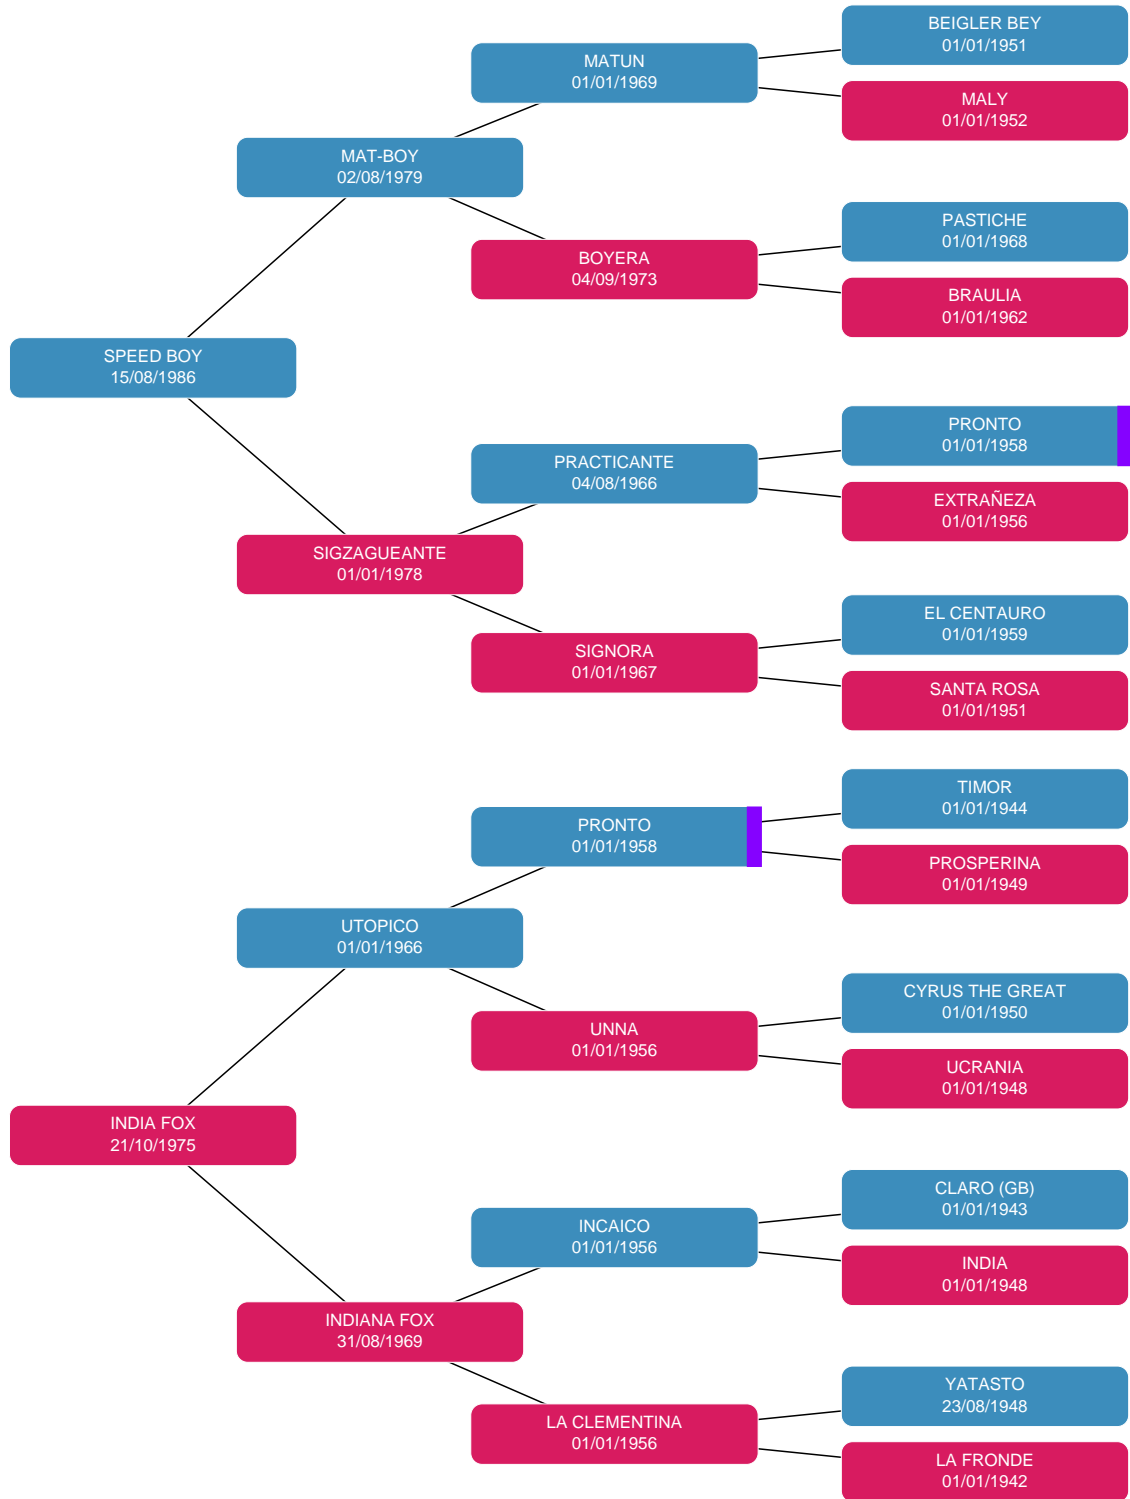 BEIGLER BEY
01/01/1951
MATUN
01/01/1969
MALY
01/01/1952
MAT-BOY
02/08/1979
PASTICHE
01/01/1968
BOYERA
04/09/1973
BRAULIA
01/01/1962
SPEED BOY
15/08/1986
PRONTO
01/01/1958
PRACTICANTE
04/08/1966
EXTRAÑEZA
01/01/1956
SIGZAGUEANTE
01/01/1978
EL CENTAURO
01/01/1959
SIGNORA
01/01/1967
SANTA ROSA
01/01/1951
TIMOR
01/01/1944
PRONTO
01/01/1958
PROSPERINA
01/01/1949
UTOPICO
01/01/1966
CYRUS THE GREAT
01/01/1950
UNNA
01/01/1956
UCRANIA
01/01/1948
INDIA FOX
21/10/1975
CLARO (GB)
01/01/1943
INCAICO
01/01/1956
INDIA
01/01/1948
INDIANA FOX
31/08/1969
YATASTO
23/08/1948
LA CLEMENTINA
01/01/1956
LA FRONDE
01/01/1942